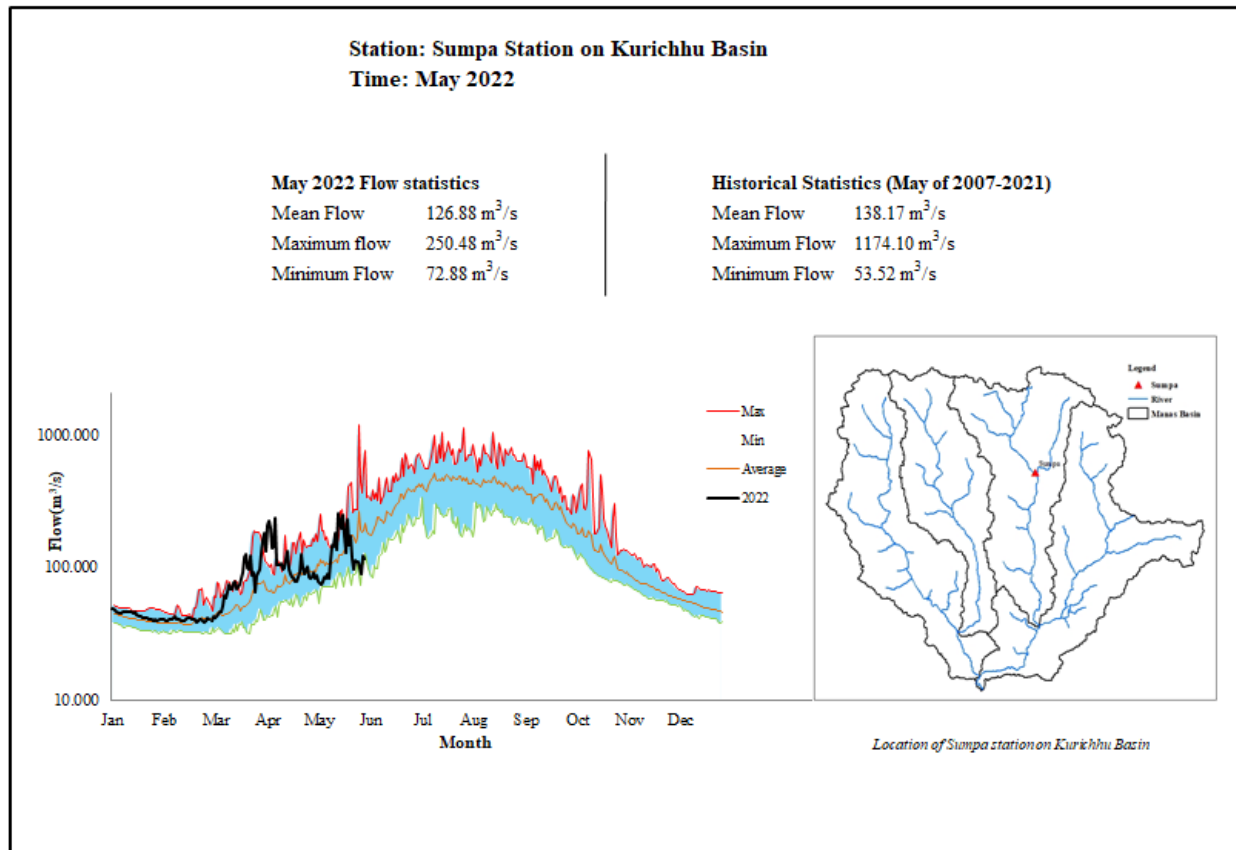 Station: Sumpa Station on Kurichhu Basin
Time: May 2022
May 2022 Flow statistics
Mean Flow 126.88 m³/s
Maximum flow 250.48 m³/s
Minimum Flow 72.88 m³/s
Historical Statistics (May of 2007-2021)
Mean Flow 138.17 m³/s
Maximum Flow 1174.10 m³/s
Minimum Flow 53.52 m³/s
Flow(m³/s)
1000.000
100.000
10.000
Jan Feb Mar Apr May Jun Jul Aug Sep Oct Nov Dec
Month
Max
Min
Average
2022
Legend
Sumpa
River
Manas Basin
Sumpa
Location of Sumpa station on Kurichhu Basin